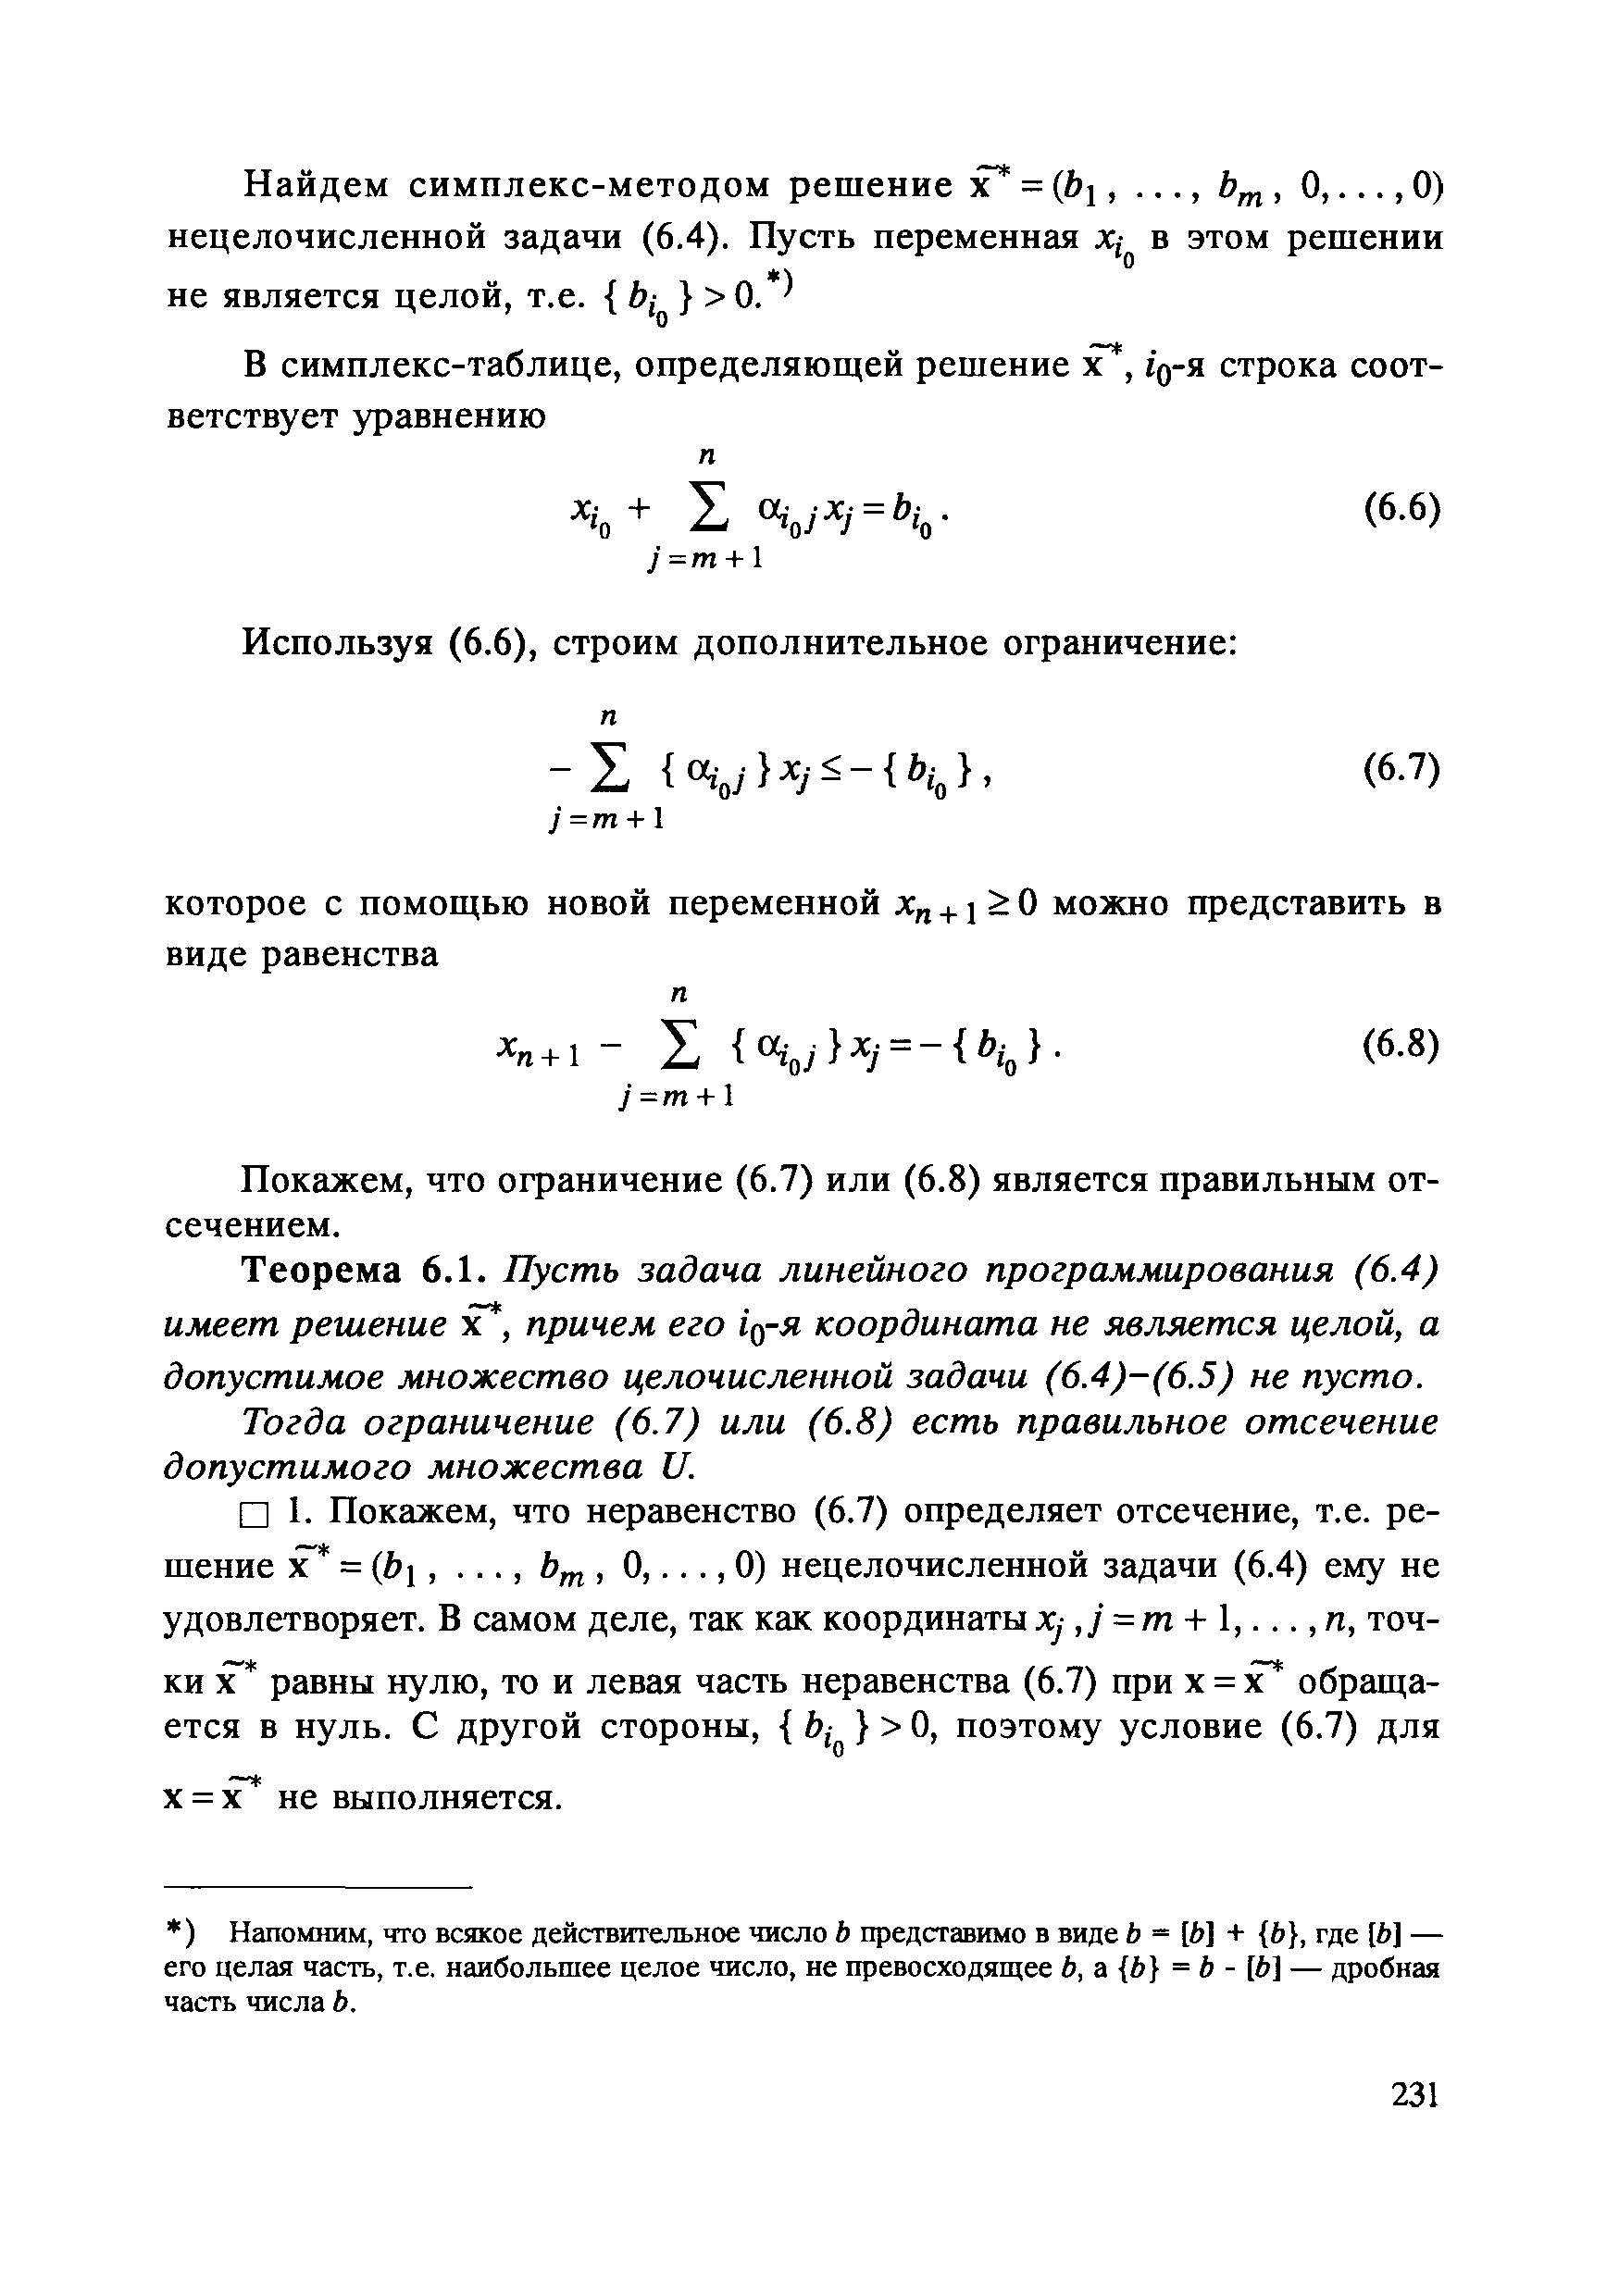 Найдем симплекс-методом решение x̃* = (b₁, ..., bₘ, 0,...,0)
нецелочисленной задачи (6.4). Пусть переменная x_{i₀} в этом решении
не является целой, т.е. { b_{i₀} } > 0.*)
В симплекс-таблице, определяющей решение x̃*, i₀-я строка соот-
ветствует уравнению
n
x_{i₀} + ∑ α_{i₀j} x_j = b_{i₀}. (6.6)
j = m + 1
Используя (6.6), строим дополнительное ограничение:
n
- ∑ { α_{i₀j} } x_j ≤ - { b_{i₀} }, (6.7)
j = m + 1
которое с помощью новой переменной x_{n + 1} ≥ 0 можно представить в
виде равенства
n
x_{n + 1} - ∑ { α_{i₀j} } x_j = - { b_{i₀} }. (6.8)
j = m + 1
Покажем, что ограничение (6.7) или (6.8) является правильным от-
сечением.
Теорема 6.1. Пусть задача линейного программирования (6.4)
имеет решение x̃*, причем его i₀-я координата не является целой, а
допустимое множество целочисленной задачи (6.4)–(6.5) не пусто.
Тогда ограничение (6.7) или (6.8) есть правильное отсечение
допустимого множества U.
□ 1. Покажем, что неравенство (6.7) определяет отсечение, т.е. ре-
шение x̃* = (b₁, ..., bₘ, 0,...,0) нецелочисленной задачи (6.4) ему не
удовлетворяет. В самом деле, так как координаты x_j, j = m + 1,...,n, точ-
ки x̃* равны нулю, то и левая часть неравенства (6.7) при x = x̃* обраща-
ется в нуль. С другой стороны, { b_{i₀} } > 0, поэтому условие (6.7) для
x = x̃* не выполняется.
*) Напомним, что всякое действительное число b представимо в виде b = [b] + {b}, где [b] —
его целая часть, т.е. наибольшее целое число, не превосходящее b, а {b} = b - [b] — дробная
часть числа b.
231